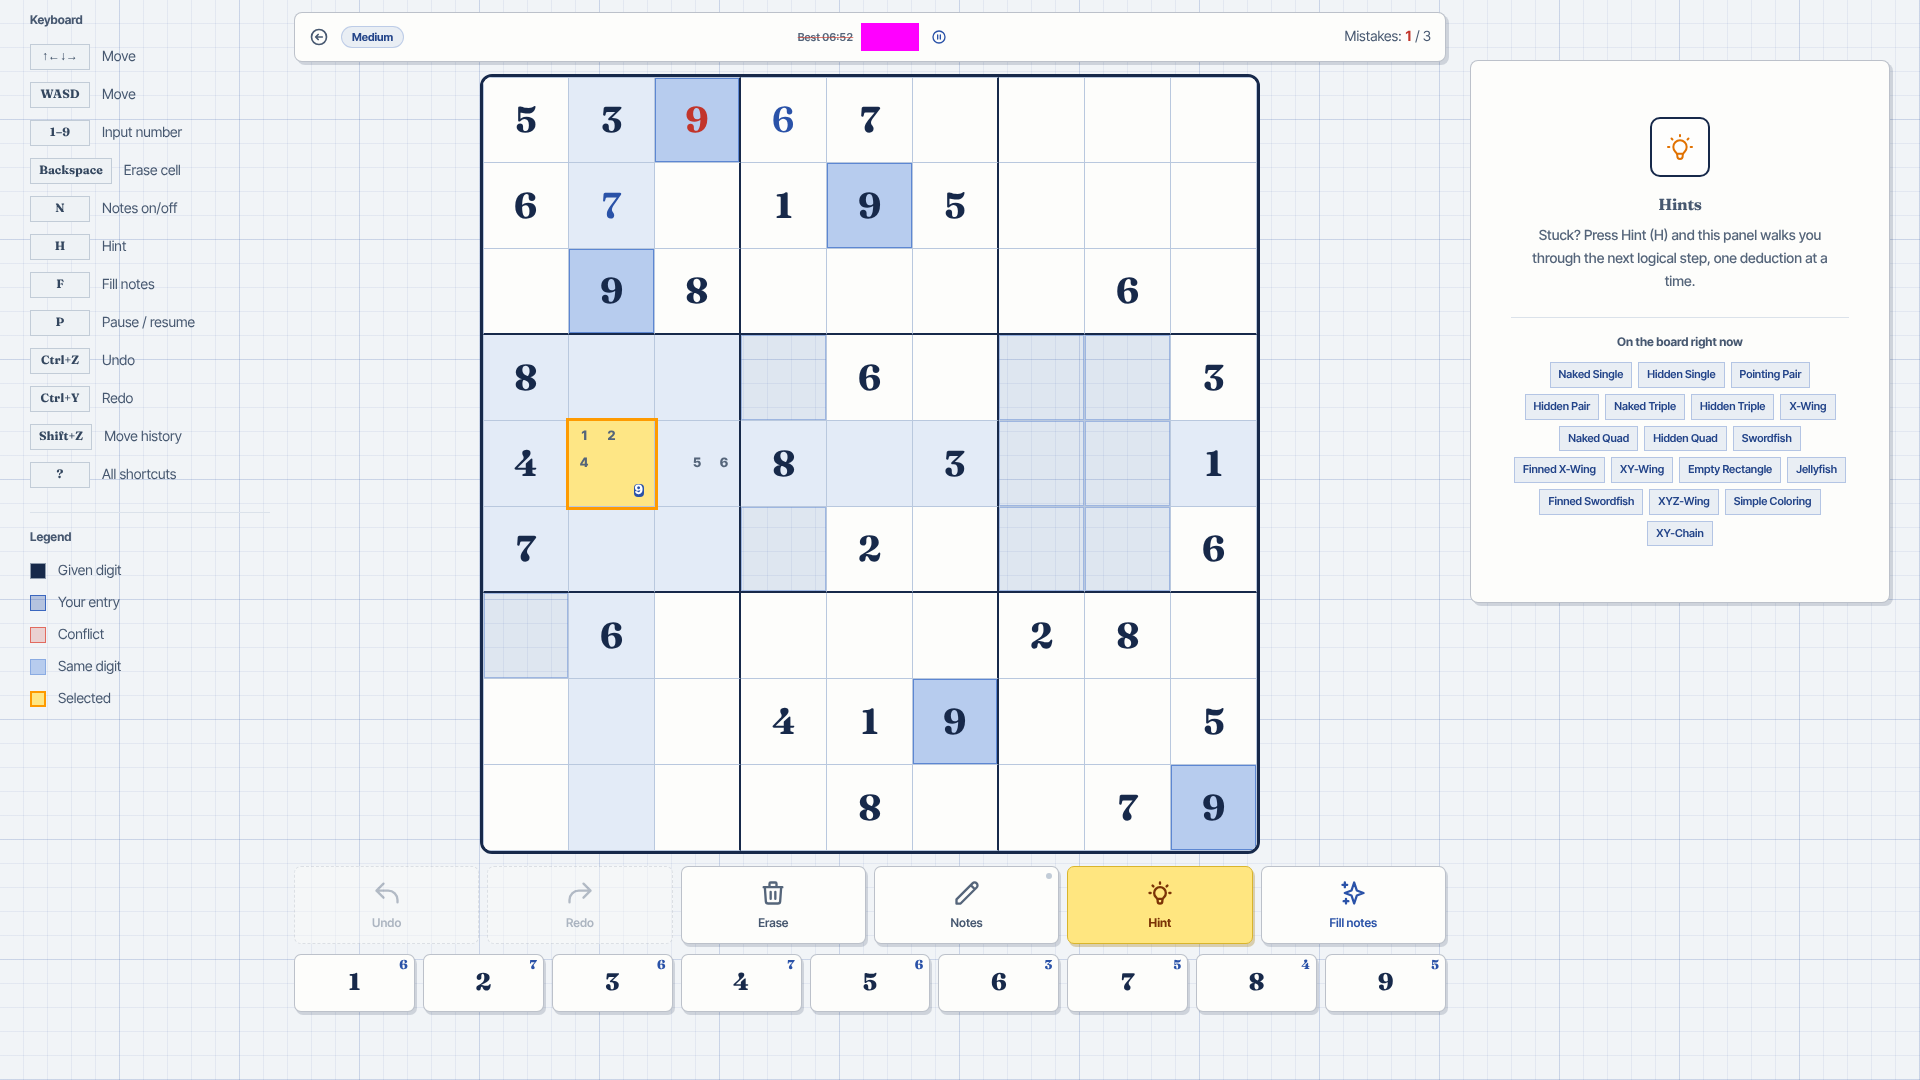 Keyboard
↑←↓→ Move
WASD Move
1–9 Input number
Backspace Erase cell
N Notes on/off
H Hint
F Fill notes
P Pause / resume
Ctrl+Z Undo
Ctrl+Y Redo
Shift+Z Move history
? All shortcuts
Legend
Given digit
Your entry
Conflict
Same digit
Selected
Medium
Best 06:52
Mistakes: 1 / 3
5 3 9 6 7
6 7 1 9 5
9 8 6
8 6 3
4 1 2 4 9 5 6 8 3 1
7 2 6
6 2 8
4 1 9 5
8 7 9
Undo
Redo
Erase
Notes
Hint
Fill notes
1 6
2 7
3 6
4 7
5 6
6 3
7 5
8 4
9 5
Hints
Stuck? Press Hint (H) and this panel walks you
through the next logical step, one deduction at a
time.
On the board right now
Naked Single Hidden Single Pointing Pair
Hidden Pair Naked Triple Hidden Triple X-Wing
Naked Quad Hidden Quad Swordfish
Finned X-Wing XY-Wing Empty Rectangle Jellyfish
Finned Swordfish XYZ-Wing Simple Coloring
XY-Chain